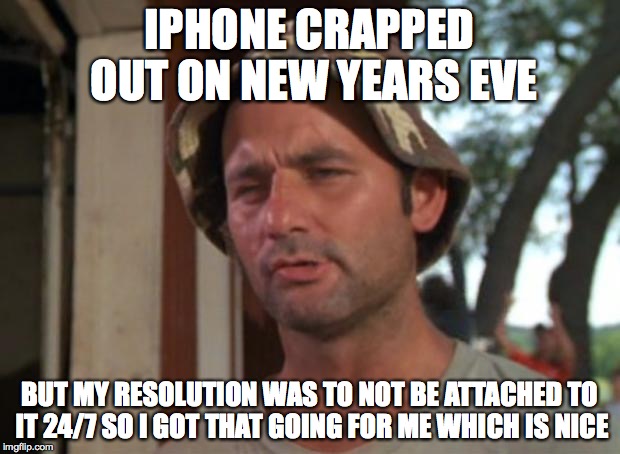 IPHONE CRAPPED
OUT ON NEW YEARS EVE
BUT MY RESOLUTION WAS TO NOT BE ATTACHED TO
IT 24/7 SO I GOT THAT GOING FOR ME WHICH IS NICE
imgflip.com